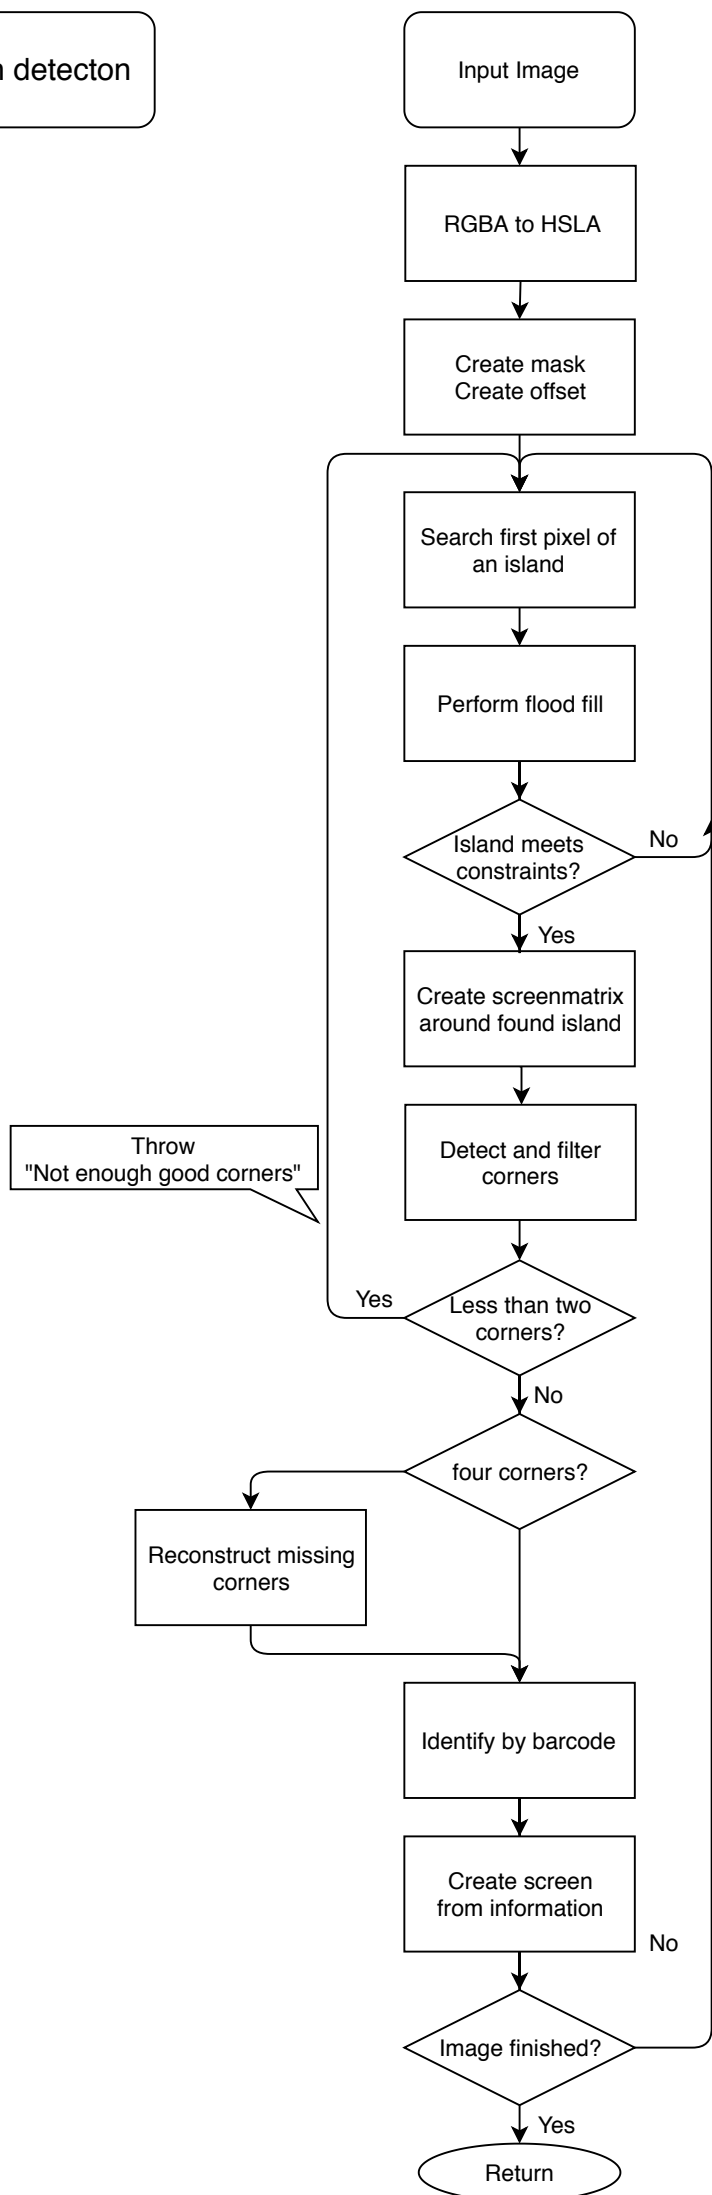 detecton
Input Image
RGBA to HSLA
Create mask
Create offset
Search first pixel of
an island
Perform flood fill
Island meets
constraints?
No
Yes
Create screenmatrix
around found island
Throw
"Not enough good corners"
Detect and filter
corners
Yes
Less than two
corners?
No
four corners?
Reconstruct missing
corners
Identify by barcode
Create screen
from information
No
Image finished?
Yes
Return